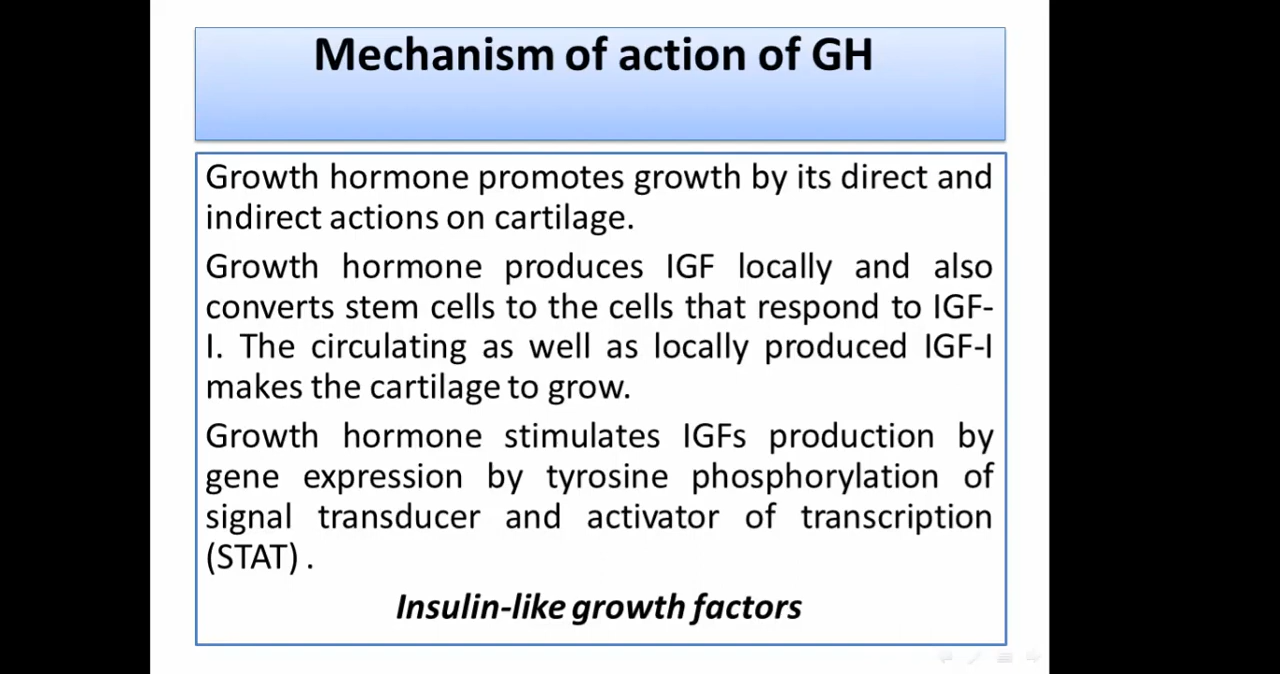 Mechanism of action of GH
Growth hormone promotes growth by its direct and
indirect actions on cartilage.
Growth hormone produces IGF locally and also
converts stem cells to the cells that respond to IGF-
I. The circulating as well as locally produced IGF-I
makes the cartilage to grow.
Growth hormone stimulates IGFs production by
gene expression by tyrosine phosphorylation of
signal transducer and activator of transcription
(STAT) .
Insulin-like growth factors